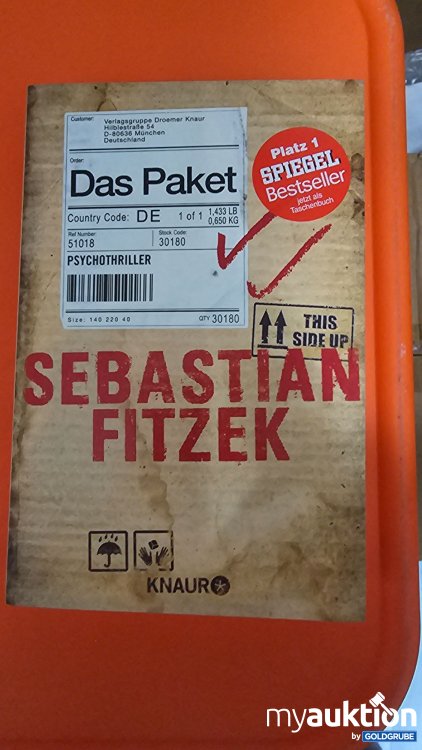 Customer:
Verlagsgruppe Droemer Knaur
Hilblestraße 54
D-80636 München
Deutschland
Order:
Das Paket
Country Code: DE
1 of 1
1,433 LB
0,650 KG
Ref Number:
51018
Stock Code:
30180
PSYCHOTHRILLER
Size: 140 220 40
QTY 30180
Platz 1
SPIEGEL
Bestseller
jetzt als
Taschenbuch
THIS
SIDE UP
SEBASTIAN
FITZEK
KNAUR
myauktion
by GOLDGRUBE